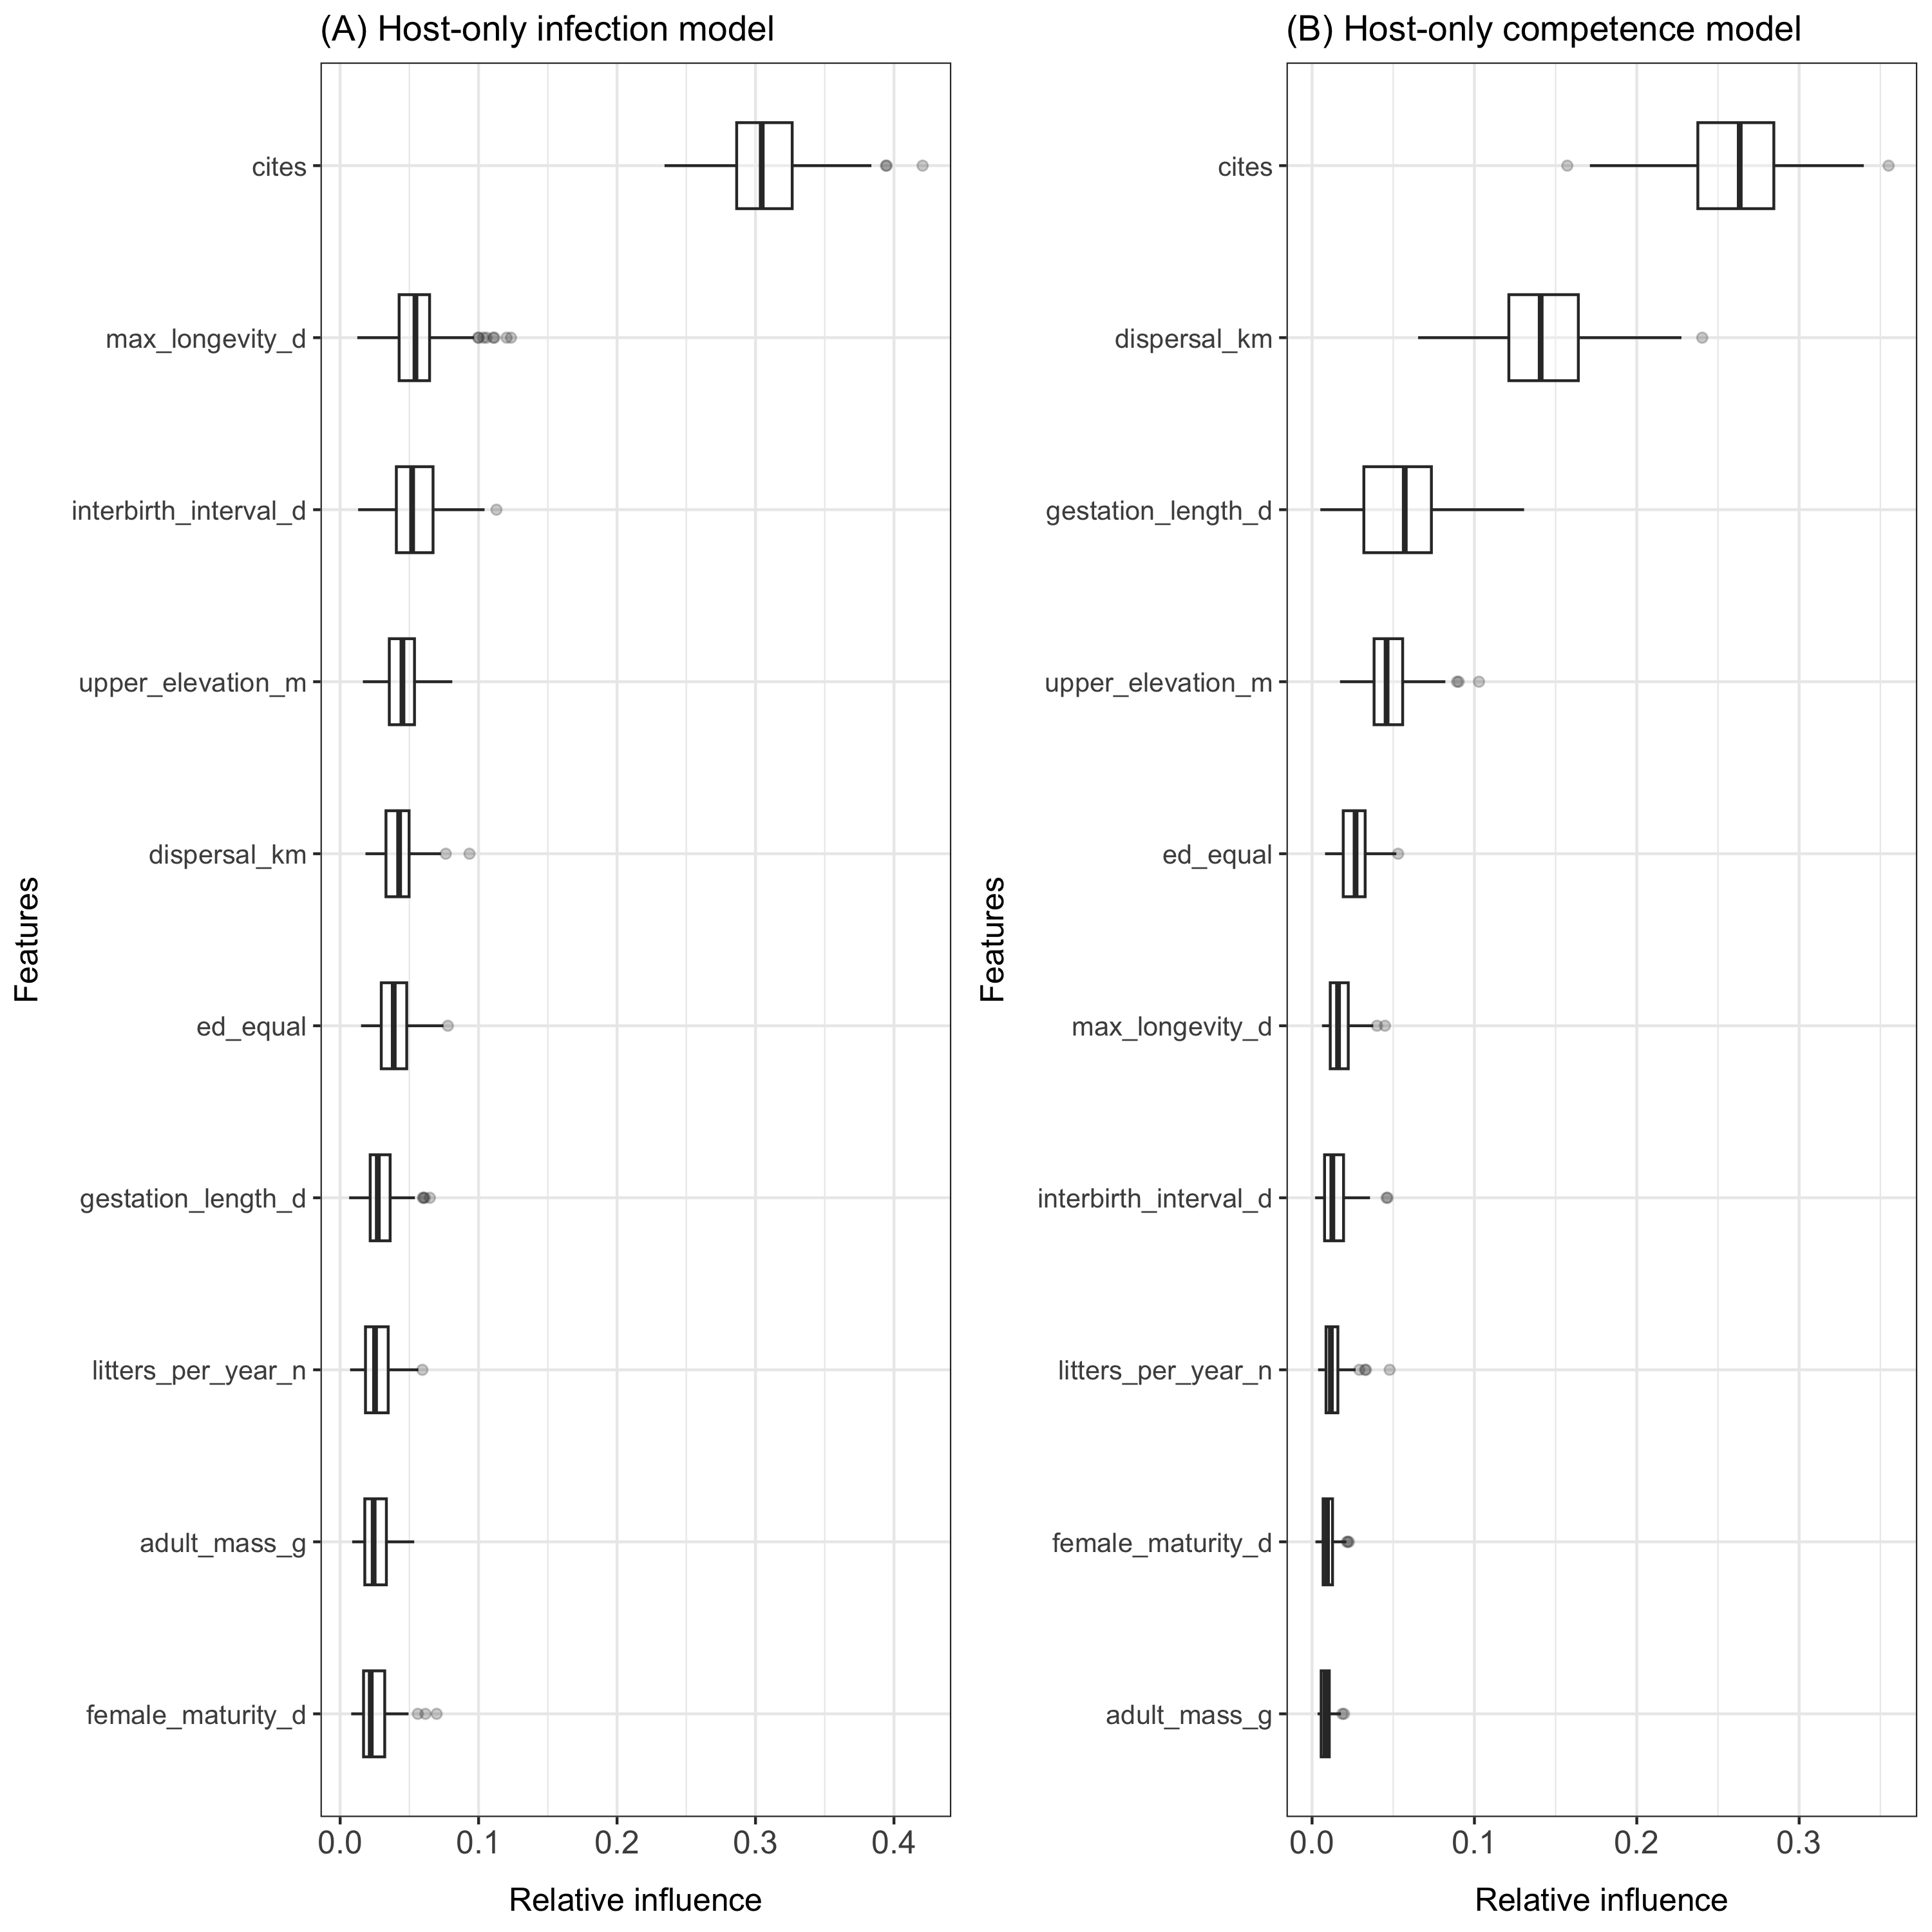 (A) Host-only infection model
cites
max_longevity_d
interbirth_interval_d
upper_elevation_m
dispersal_km
ed_equal
gestation_length_d
litters_per_year_n
adult_mass_g
female_maturity_d
Features
0.0 0.1 0.2 0.3 0.4
Relative influence
(B) Host-only competence model
cites
dispersal_km
gestation_length_d
upper_elevation_m
ed_equal
max_longevity_d
interbirth_interval_d
litters_per_year_n
female_maturity_d
adult_mass_g
Features
0.0 0.1 0.2 0.3
Relative influence